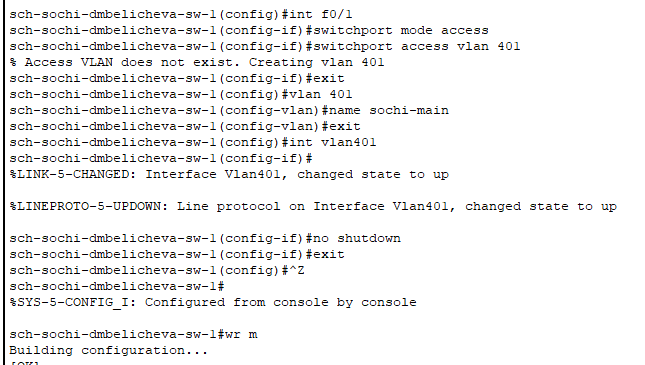 sch-sochi-dmbelicheva-sw-1(config)#int f0/1
sch-sochi-dmbelicheva-sw-1(config-if)#switchport mode access
sch-sochi-dmbelicheva-sw-1(config-if)#switchport access vlan 401
% Access VLAN does not exist. Creating vlan 401
sch-sochi-dmbelicheva-sw-1(config-if)#exit
sch-sochi-dmbelicheva-sw-1(config)#vlan 401
sch-sochi-dmbelicheva-sw-1(config-vlan)#name sochi-main
sch-sochi-dmbelicheva-sw-1(config-vlan)#exit
sch-sochi-dmbelicheva-sw-1(config)#int vlan401
sch-sochi-dmbelicheva-sw-1(config-if)#
%LINK-5-CHANGED: Interface Vlan401, changed state to up
%LINEPROTO-5-UPDOWN: Line protocol on Interface Vlan401, changed state to up
sch-sochi-dmbelicheva-sw-1(config-if)#no shutdown
sch-sochi-dmbelicheva-sw-1(config-if)#exit
sch-sochi-dmbelicheva-sw-1(config)#^Z
sch-sochi-dmbelicheva-sw-1#
%SYS-5-CONFIG_I: Configured from console by console
sch-sochi-dmbelicheva-sw-1#wr m
Building configuration...
[OK]